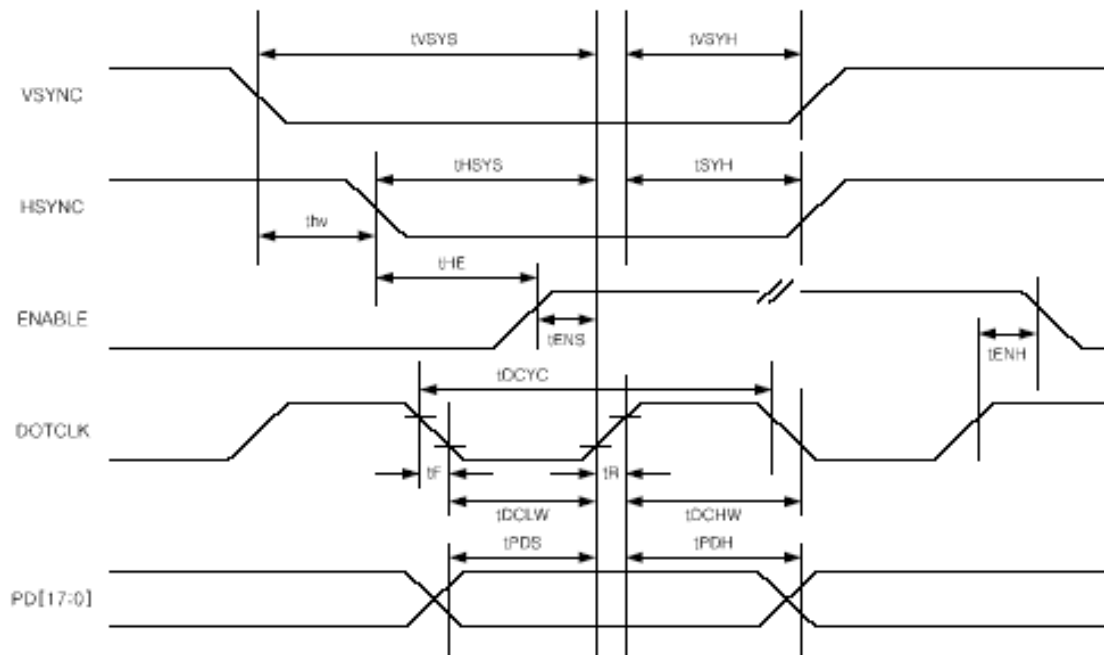 tVSYS tVSYH
VSYNC
tHSYS tSYH
HSYNC
thv
tHE
ENABLE
tENS
tENH
tDCYC
DOTCLK
tF tR
tDCLW tDCHW
tPDS tPDH
PD[17:0]